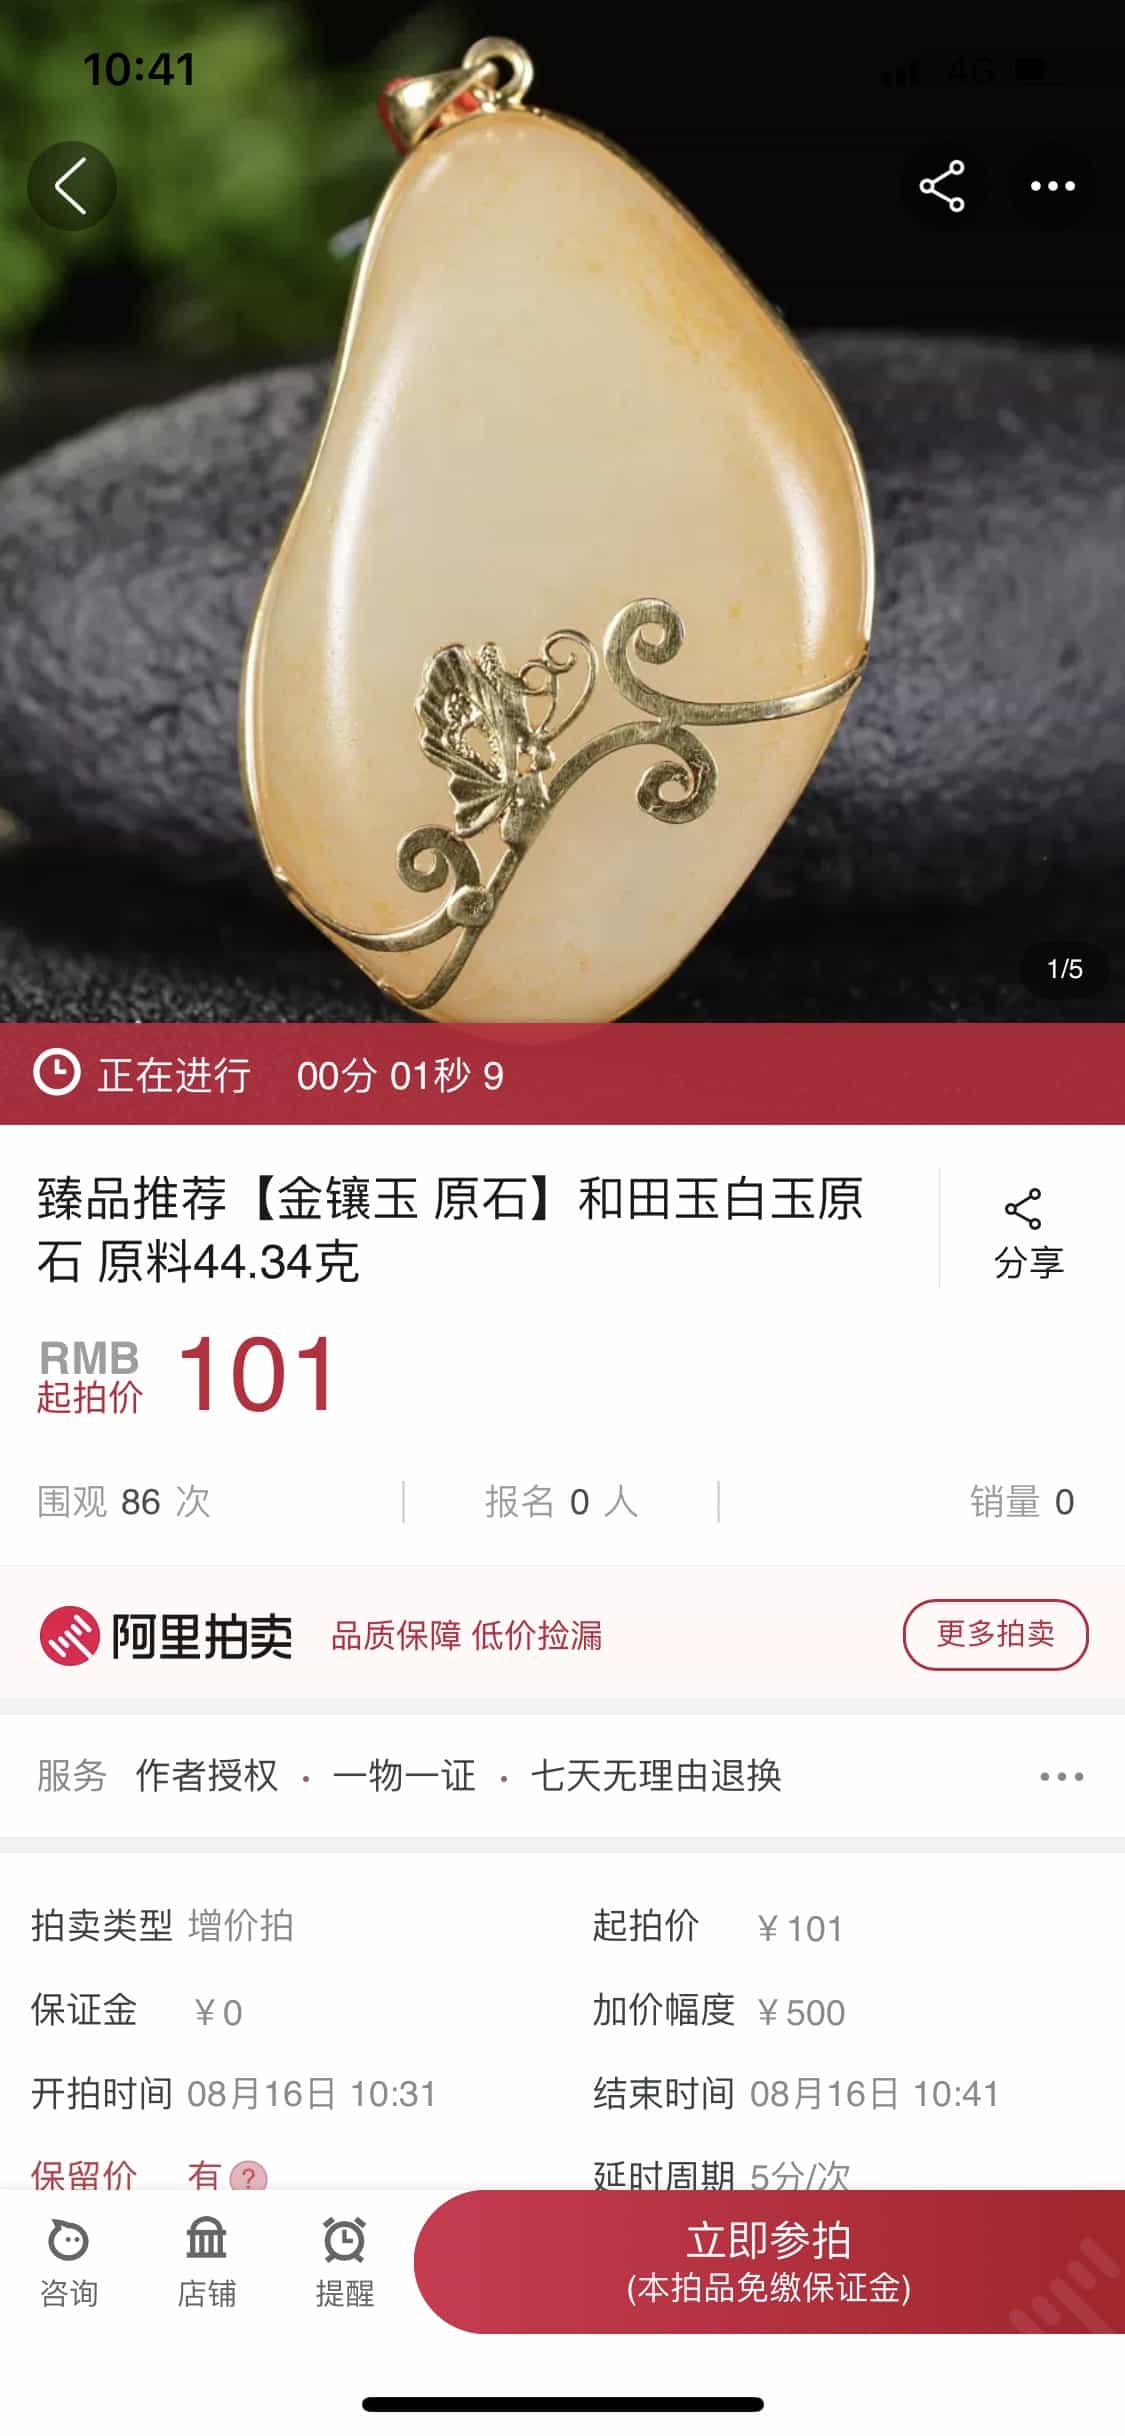 10:41
4G
1/5
正在进行 00分 01秒 9
臻品推荐【金镶玉 原石】和田玉白玉原
石 原料44.34克
分享
RMB
起拍价
101
围观 86 次
报名 0 人
销量 0
阿里拍卖 品质保障 低价捡漏 更多拍卖
服务 作者授权 · 一物一证 · 七天无理由退换
拍卖类型 增价拍
起拍价 ¥101
保证金 ¥0
加价幅度 ¥500
开拍时间 08月16日 10:31
结束时间 08月16日 10:41
保留价 有 ?
延时周期 5分/次
咨询
店铺
提醒
立即参拍
(本拍品免缴保证金)